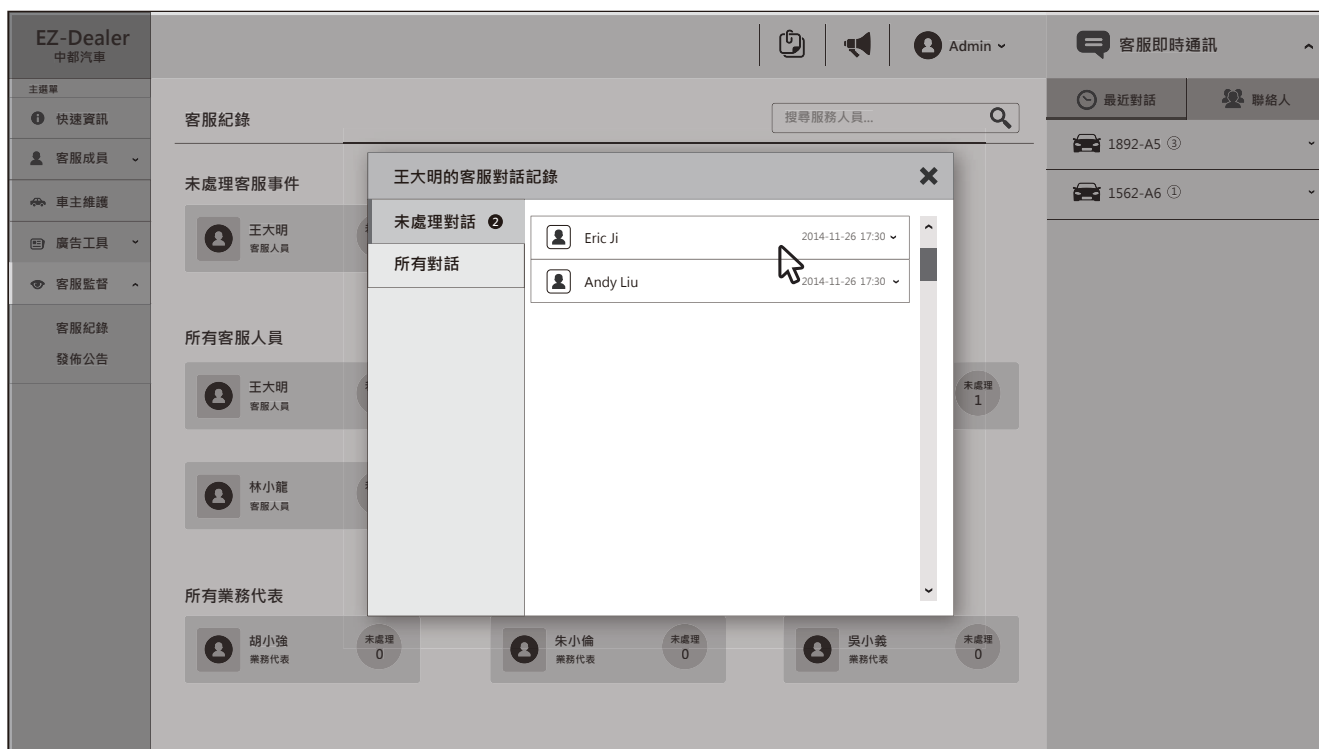 EZ-Dealer
中都汽車
Admin
客服即時通訊
主選單
快速資訊
客服成員
車主維護
廣告工具
客服監督
客服紀錄
發佈公告
客服紀錄
搜尋服務人員...
未處理客服事件
王大明
客服人員
所有客服人員
王大明
客服人員
未處理
1
林小龍
客服人員
所有業務代表
胡小強
業務代表
未處理
0
朱小倫
業務代表
未處理
0
吳小義
業務代表
未處理
0
王大明的客服對話記錄
未處理對話 2
所有對話
Eric Ji
2014-11-26 17:30
Andy Liu
2014-11-26 17:30
最近對話
聯絡人
1892-A5 ③
1562-A6 ①